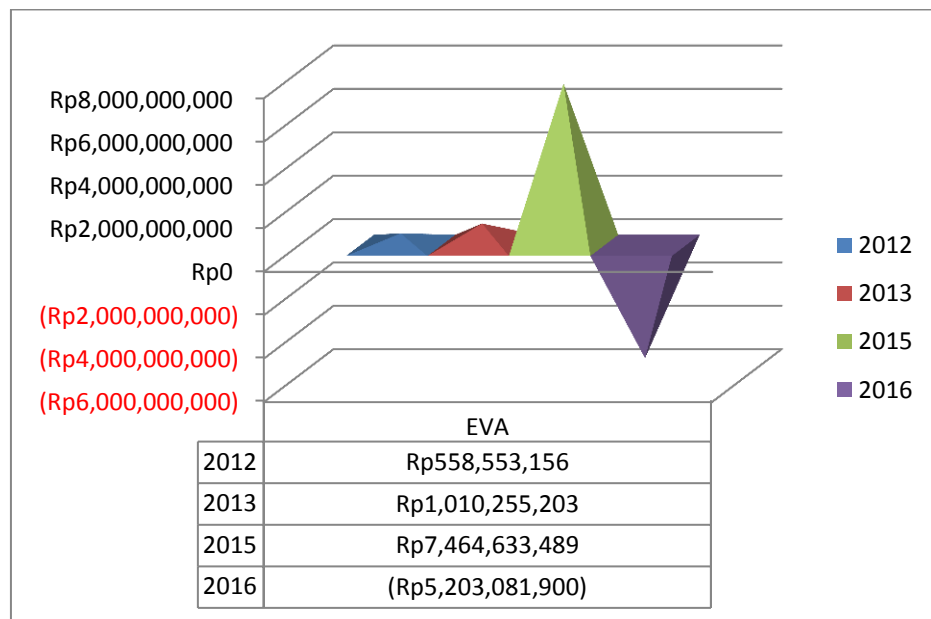 Rp8,000,000,000
Rp6,000,000,000
Rp4,000,000,000
Rp2,000,000,000
Rp0
(Rp2,000,000,000)
(Rp4,000,000,000)
(Rp6,000,000,000)
2012
2013
2015
2016
EVA
2012 Rp558,553,156
2013 Rp1,010,255,203
2015 Rp7,464,633,489
2016 (Rp5,203,081,900)